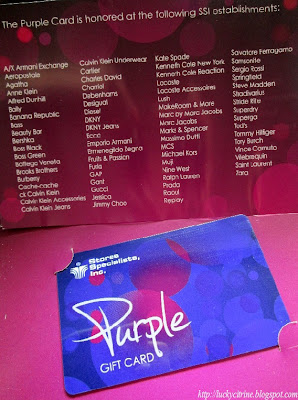 The Purple Card is honored at the following SSI establishments:
A/X Armani Exchange
Aeropostale
Agatha
Anne Klein
Alfred Dunhill
Bally
Banana Republic
Bass
Beauty Bar
Bershka
Boss Black
Boss Green
Bottega Veneta
Brooks Brothers
Burberry
Cache-cache
ck Calvin Klein
Calvin Klein Accessories
Calvin Klein Jeans
Calvin Klein Underwear
Cartier
Charles David
Charriol
Debenhams
Desigual
Diesel
DKNY
DKNY Jeans
Ecco
Emporio Armani
Ermenegildo Zegna
Fruits & Passion
Furla
GAP
Gant
Gucci
Jessica
Jimmy Choo
Kate Spade
Kenneth Cole New York
Kenneth Cole Reaction
Lacoste
Lacoste Accessories
Lush
MakeRoom & More
Marc by Marc Jacobs
Marc Jacobs
Marks & Spencer
Massimo Dutti
MCS
Michael Kors
Muji
Nine West
Ralph Lauren
Prada
Raoul
Replay
Salvatore Ferragamo
Samsonite
Sergio Rossi
Springfield
Steve Madden
Stradivarius
Stride Rite
Superdry
Superga
Tod's
Tommy Hilfiger
Tory Burch
Vince Camuto
Vilebrequin
Saint Laurent
Zara
Stores
Specialists,
Inc.
Purple
GIFT CARD
http://luckycitrine.blogspot.com